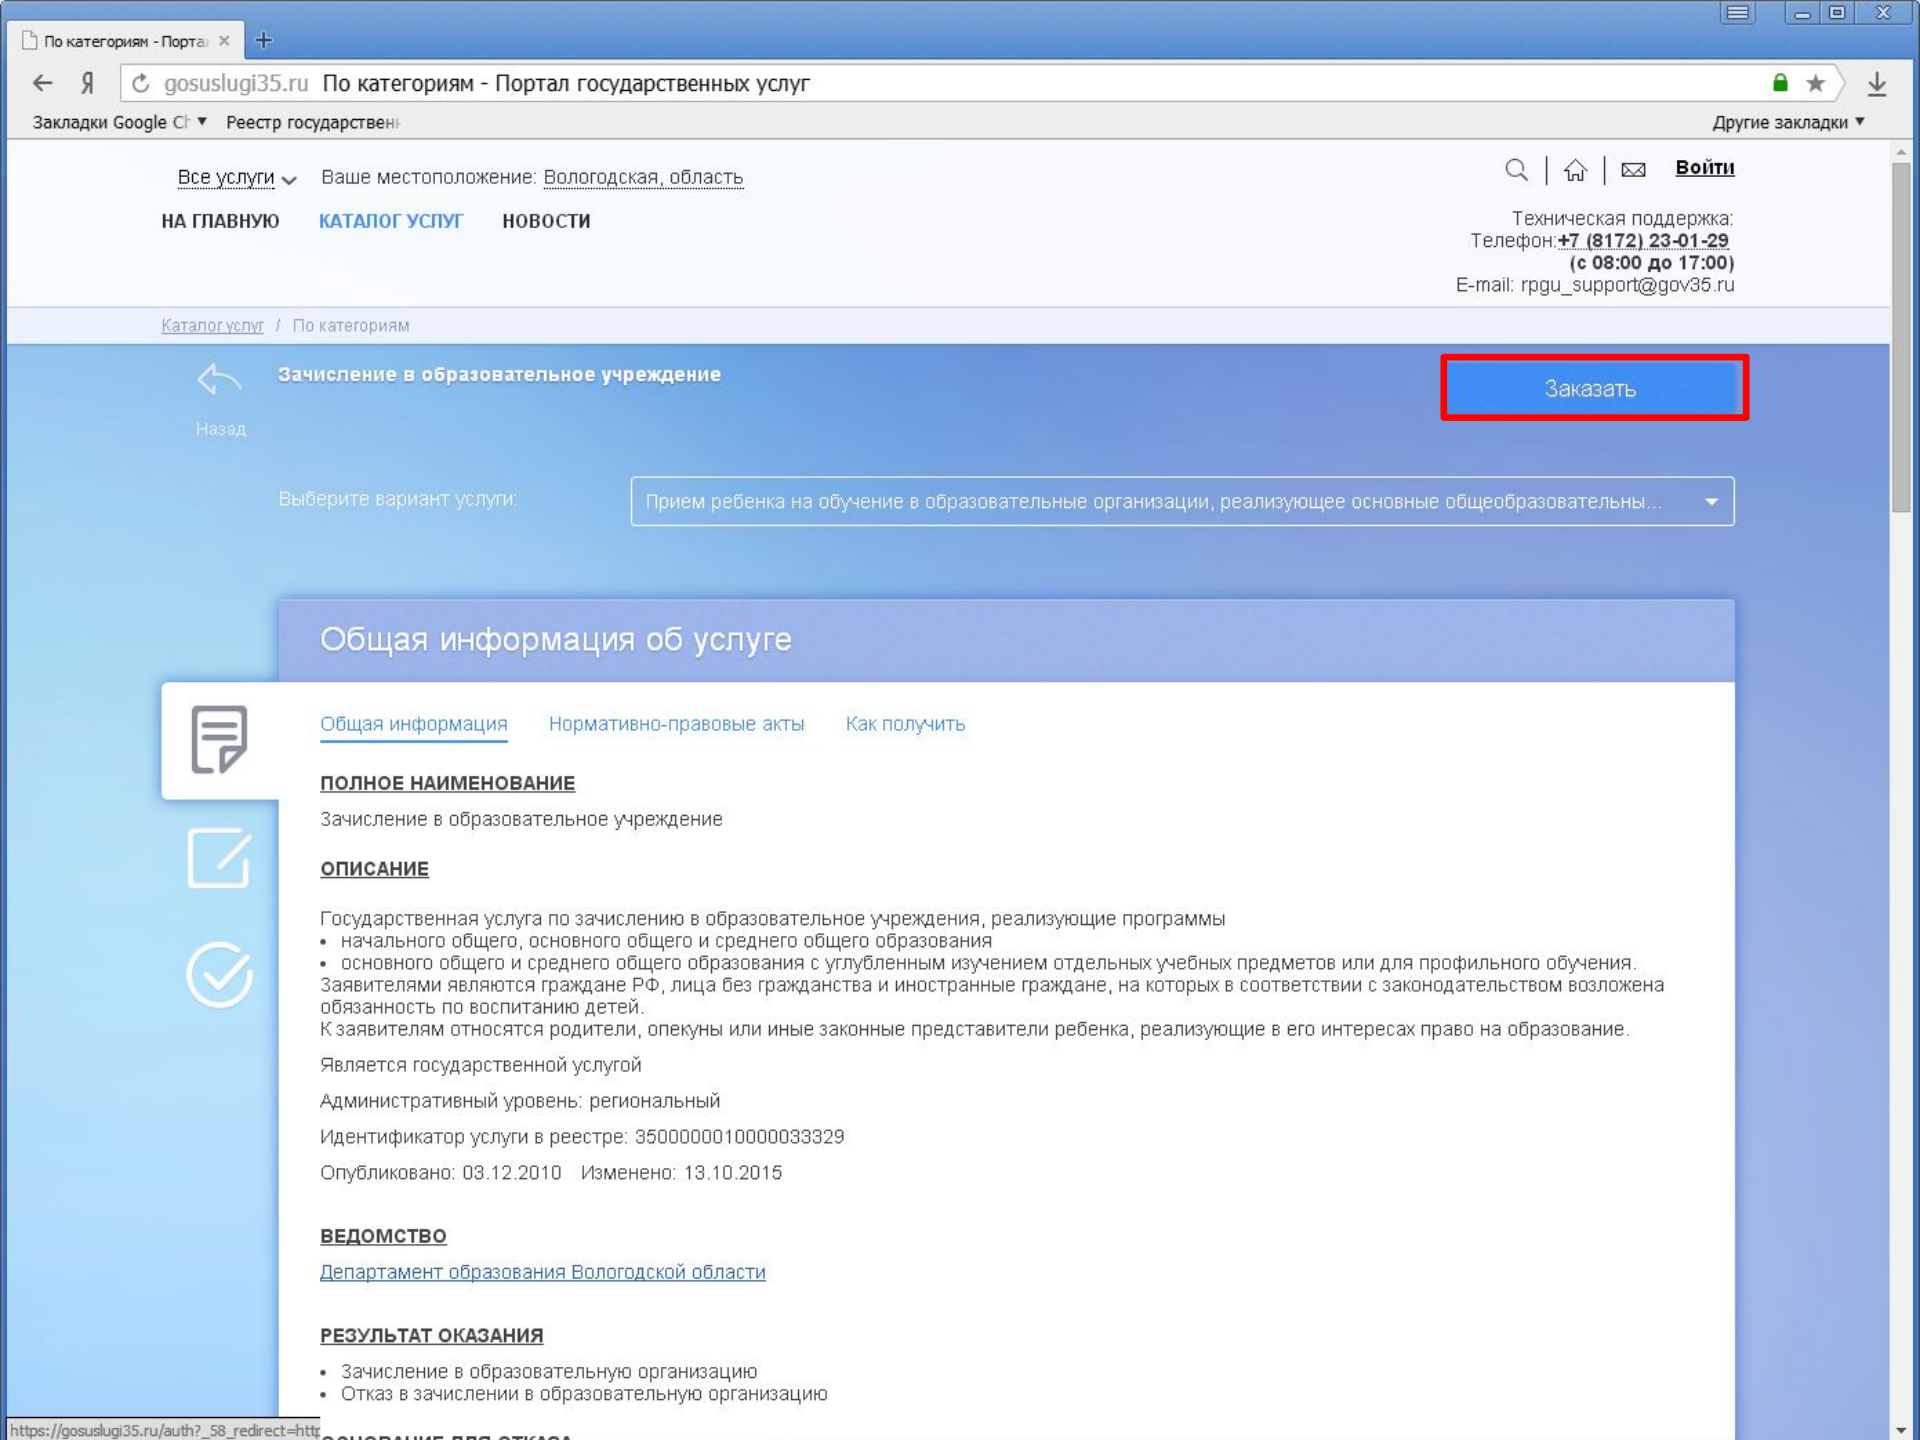 По категориям - Порта
gosuslugi35.ru По категориям - Портал государственных услуг
Закладки Google Ch Реестр государствен
Другие закладки
Все услуги Ваше местоположение: Вологодская, область
Войти
НА ГЛАВНУЮ КАТАЛОГ УСЛУГ НОВОСТИ
Техническая поддержка:
Телефон:+7 (8172) 23-01-29
(с 08:00 до 17:00)
E-mail: rpgu_support@gov35.ru
Каталог услуг / По категориям
Зачисление в образовательное учреждение
Заказать
Назад
Выберите вариант услуги:
Прием ребенка на обучение в образовательные организации, реализующее основные общеобразовательны...
Общая информация об услуге
Общая информация Нормативно-правовые акты Как получить
ПОЛНОЕ НАИМЕНОВАНИЕ
Зачисление в образовательное учреждение
ОПИСАНИЕ
Государственная услуга по зачислению в образовательное учреждения, реализующие программы
• начального общего, основного общего и среднего общего образования
• основного общего и среднего общего образования с углубленным изучением отдельных учебных предметов или для профильного обучения.
Заявителями являются граждане РФ, лица без гражданства и иностранные граждане, на которых в соответствии с законодательством возложена
обязанность по воспитанию детей.
К заявителям относятся родители, опекуны или иные законные представители ребенка, реализующие в его интересах право на образование.
Является государственной услугой
Административный уровень: региональный
Идентификатор услуги в реестре: 3500000010000033329
Опубликовано: 03.12.2010 Изменено: 13.10.2015
ВЕДОМСТВО
Департамент образования Вологодской области
РЕЗУЛЬТАТ ОКАЗАНИЯ
• Зачисление в образовательную организацию
• Отказ в зачислении в образовательную организацию
https://gosuslugi35.ru/auth?_58_redirect=http
ОСНОВАНИЕ ДЛЯ ОТКАЗА